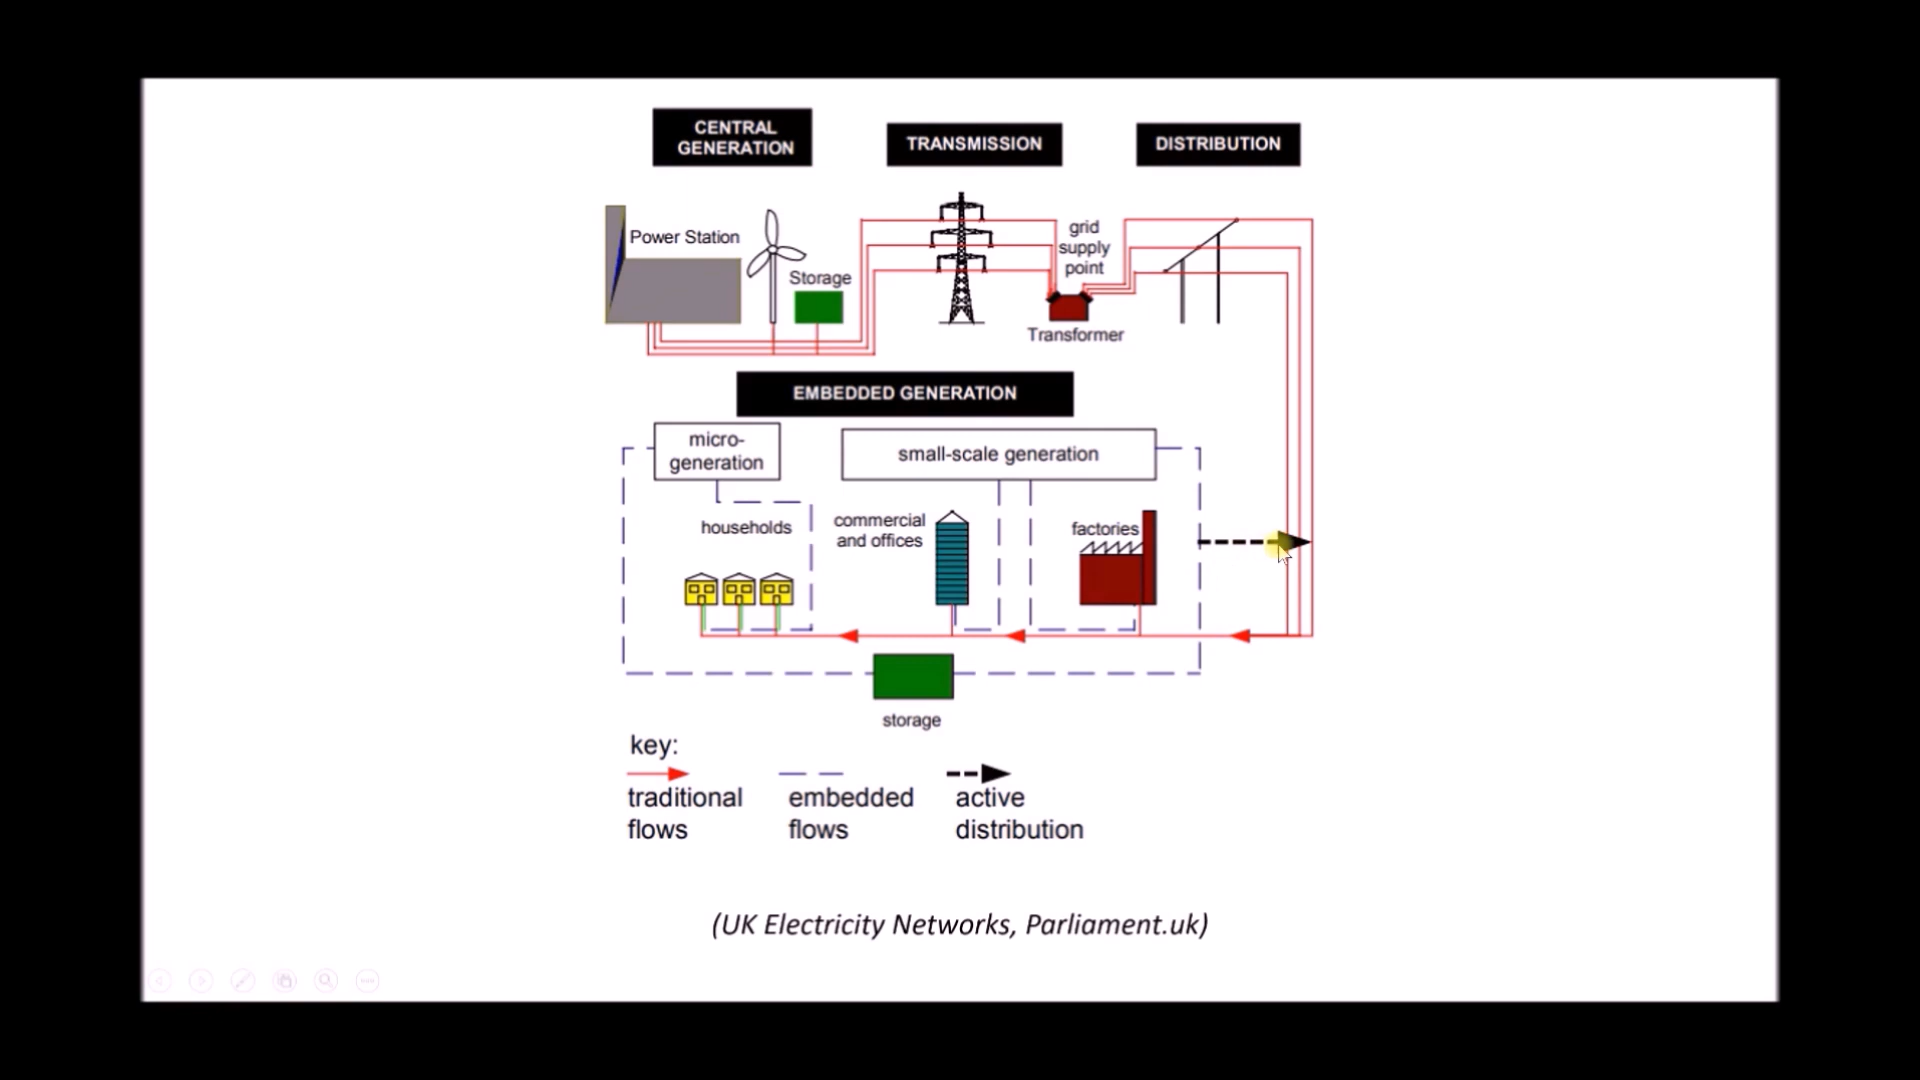 CENTRAL
GENERATION
TRANSMISSION
DISTRIBUTION
Power Station
Storage
grid
supply
point
Transformer
EMBEDDED GENERATION
micro-
generation
small-scale generation
households
commercial
and offices
factories
storage
key:
traditional
flows
embedded
flows
active
distribution
(UK Electricity Networks, Parliament.uk)